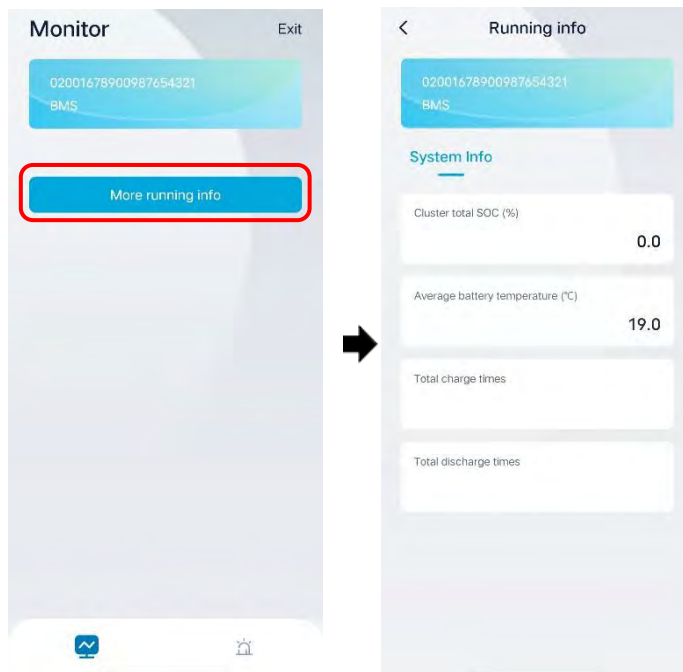 Monitor
Exit
02001678900987654321
BMS
More running info
Running info
02001678900987654321
BMS
System Info
Cluster total SOC (%)
0.0
Average battery temperature (℃)
19.0
Total charge times
Total discharge times